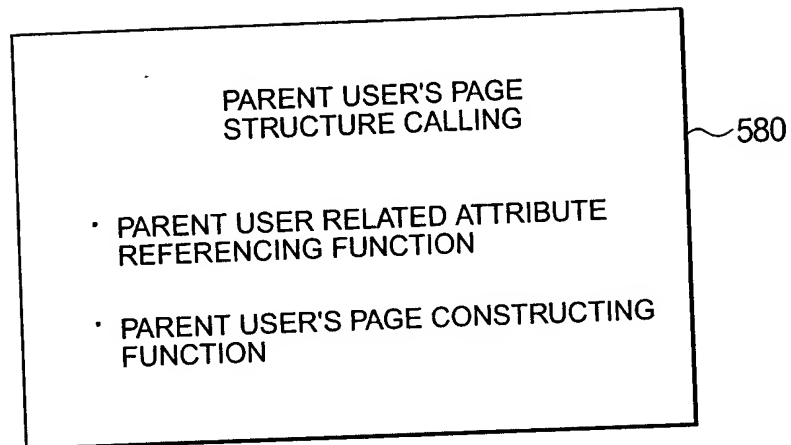 PARENT USER'S PAGE
STRUCTURE CALLING
580
· PARENT USER RELATED ATTRIBUTE
REFERENCING FUNCTION
· PARENT USER'S PAGE CONSTRUCTING
FUNCTION